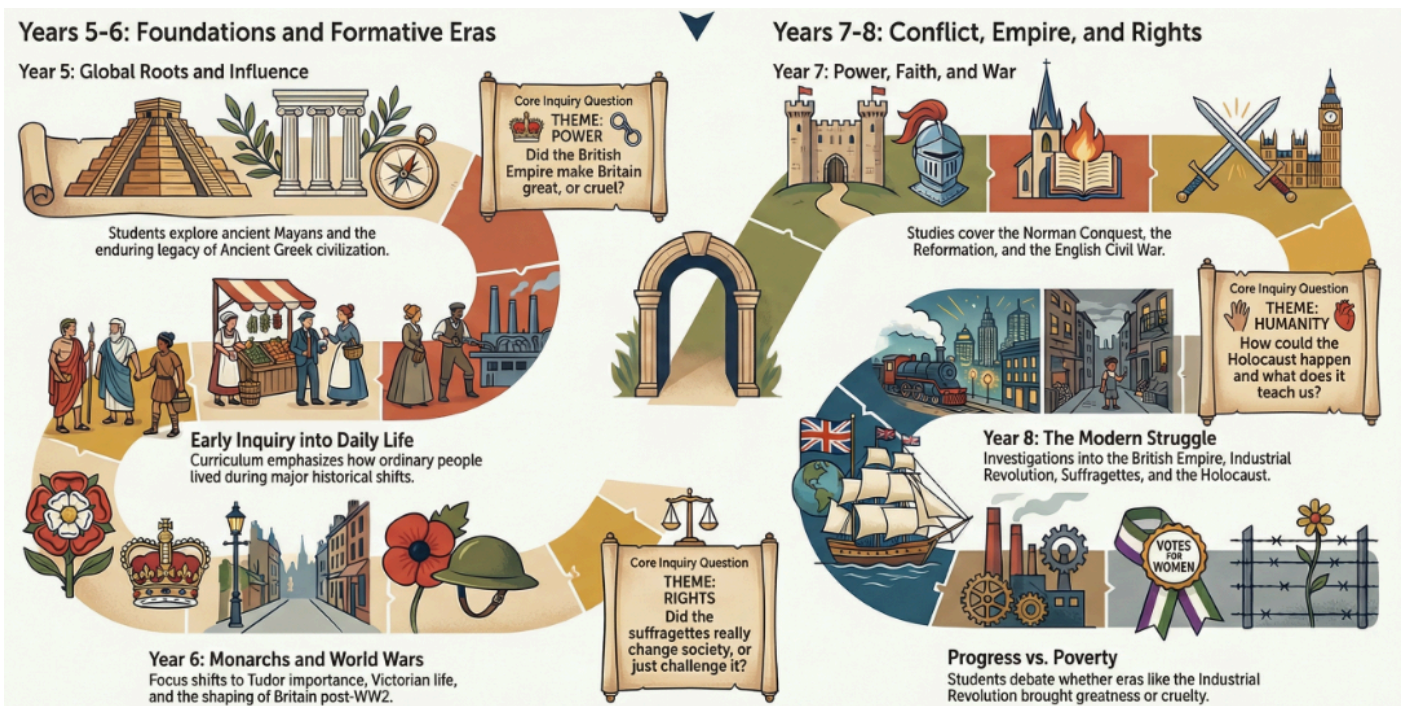 Years 5-6: Foundations and Formative Eras
Year 5: Global Roots and Influence
Core Inquiry Question
THEME:
POWER
Did the British
Empire make Britain
great, or cruel?
Students explore ancient Mayans and the
enduring legacy of Ancient Greek civilization.
Early Inquiry into Daily Life
Curriculum emphasizes how ordinary people
lived during major historical shifts.
Core Inquiry Question
THEME:
RIGHTS
Did the
suffragettes really
change society, or
just challenge it?
Year 6: Monarchs and World Wars
Focus shifts to Tudor importance, Victorian life,
and the shaping of Britain post-WW2.
Years 7-8: Conflict, Empire, and Rights
Year 7: Power, Faith, and War
Studies cover the Norman Conquest, the
Reformation, and the English Civil War.
Core Inquiry Question
THEME:
HUMANITY
How could the
Holocaust happen
and what does it
teach us?
Year 8: The Modern Struggle
Investigations into the British Empire, Industrial
Revolution, Suffragettes, and the Holocaust.
VOTES
FOR
WOMEN
Progress vs. Poverty
Students debate whether eras like the Industrial
Revolution brought greatness or cruelty.